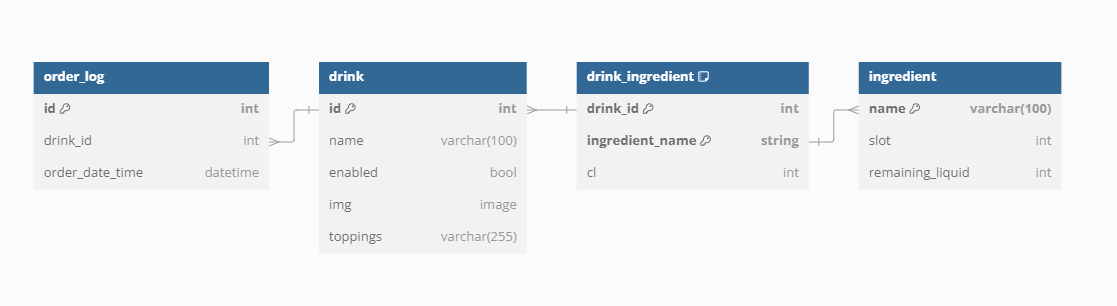 order_log
id int
drink_id int
order_date_time datetime
drink
id int
name varchar(100)
enabled bool
img image
toppings varchar(255)
drink_ingredient
drink_id int
ingredient_name string
cl int
ingredient
name varchar(100)
slot int
remaining_liquid int